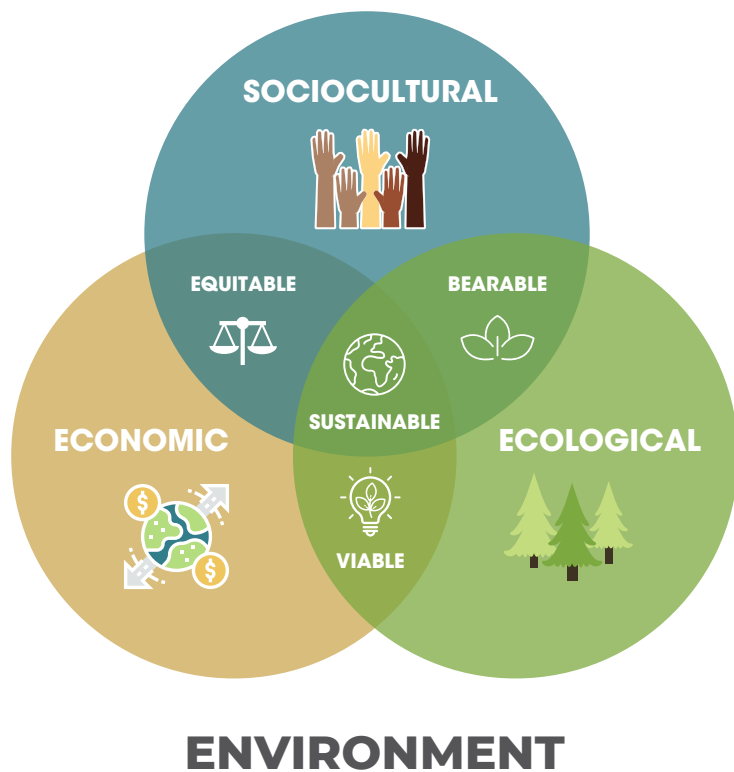 SOCIOCULTURAL
EQUITABLE
BEARABLE
SUSTAINABLE
ECONOMIC
ECOLOGICAL
$
$
VIABLE
ENVIRONMENT